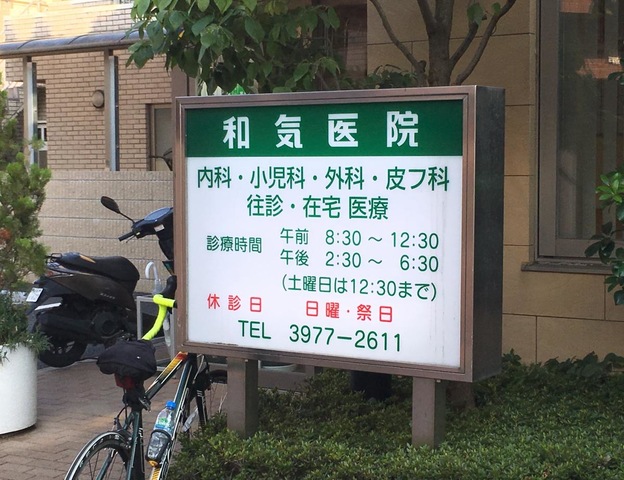 和気医院
内科・小児科・外科・皮フ科
往診・在宅医療
診療時間 午前 8:30～12:30
午後 2:30～ 6:30
(土曜日は12:30まで)
休診日 日曜・祭日
TEL 3977-2611